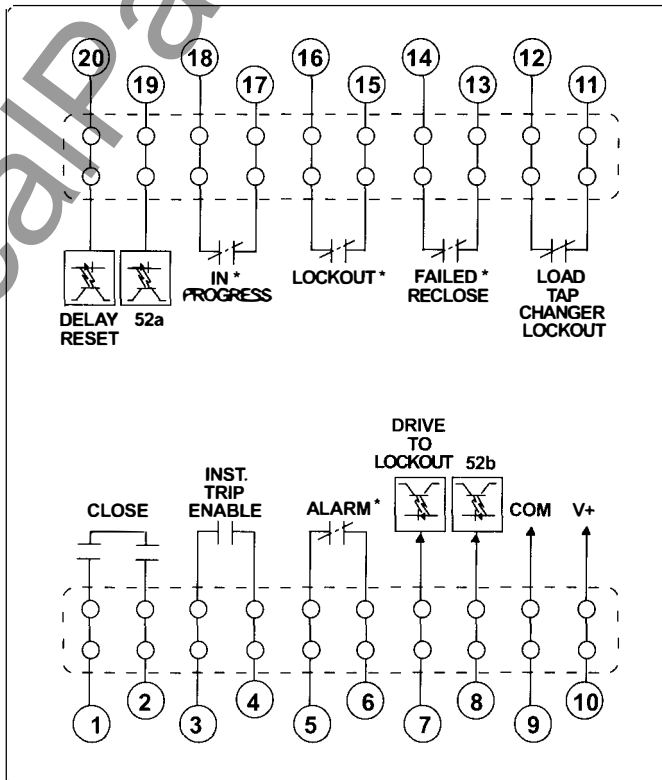 20 18 16 14 12
19 17 15 13 11
IN * PROGRESS
LOCKOUT *
FAILED * RECLOSE
LOAD TAP CHANGER LOCKOUT
DELAY RESET
52a
DRIVE TO LOCKOUT
52b
INST. TRIP ENABLE
CLOSE
ALARM *
COM
V+
2 4 6 8 10
1 3 5 7 9